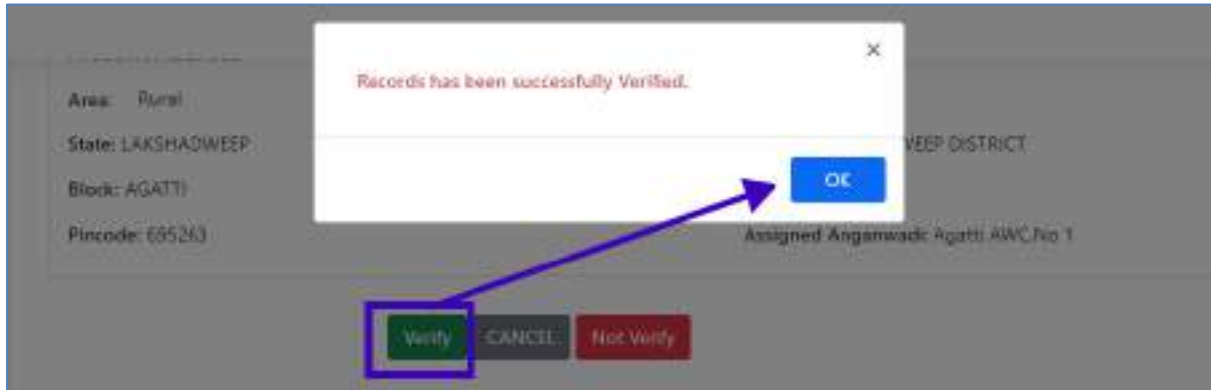 Records has been successfully Verified.
Area: Rural
State: LAKSHADWEEP
DISTRICT
Block: AGATTI
OK
Pincode: 695263
Assigned Anganwadi: Agatti AWC.No 1
Verify CANCEL Not Verify